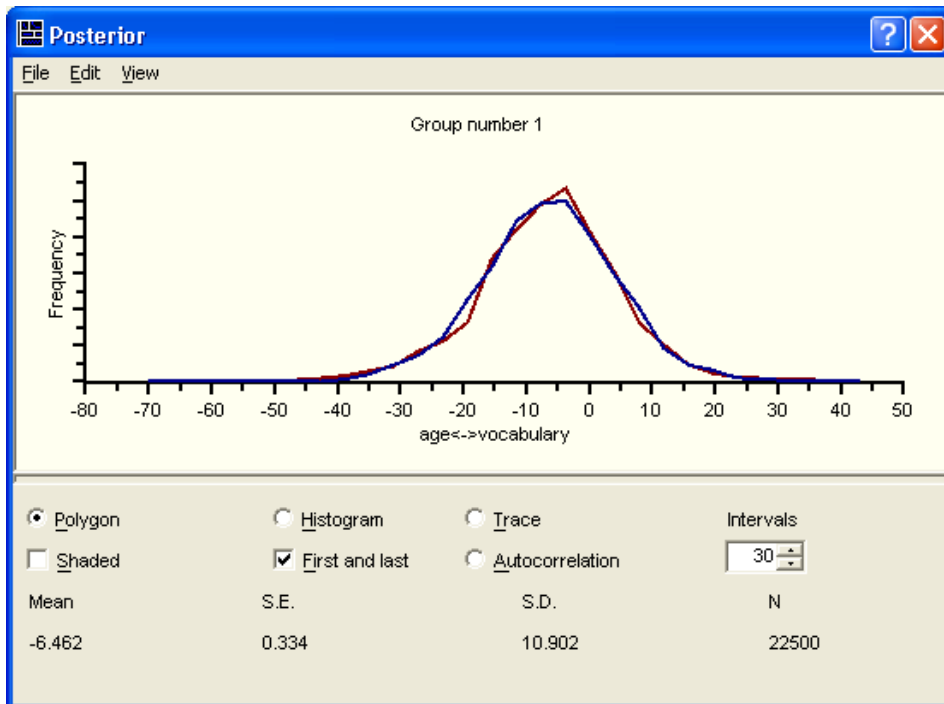 Posterior
File Edit View
Group number 1
Frequency
-80 -70 -60 -50 -40 -30 -20 -10 0 10 20 30 40 50
age<->vocabulary
Polygon Histogram Trace Intervals
Shaded First and last Autocorrelation 30
Mean S.E. S.D. N
-6.462 0.334 10.902 22500